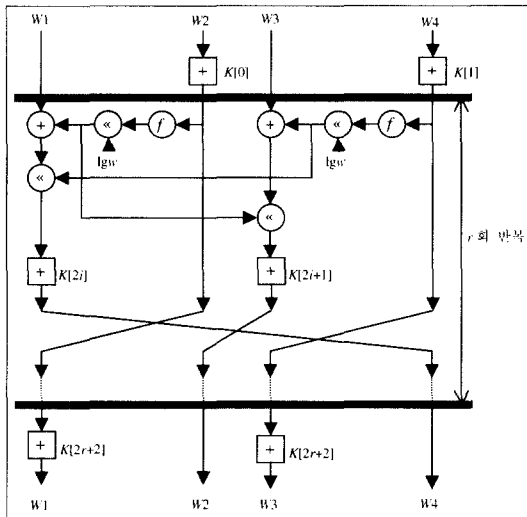 W1 W2 W3 W4
+ K[0] + K[1]
+ « f + « f
lgw lgw
« «
+ K[2i] + K[2i+1]
r 회 반복
+ K[2r+2] + K[2r+2]
W1 W2 W3 W4